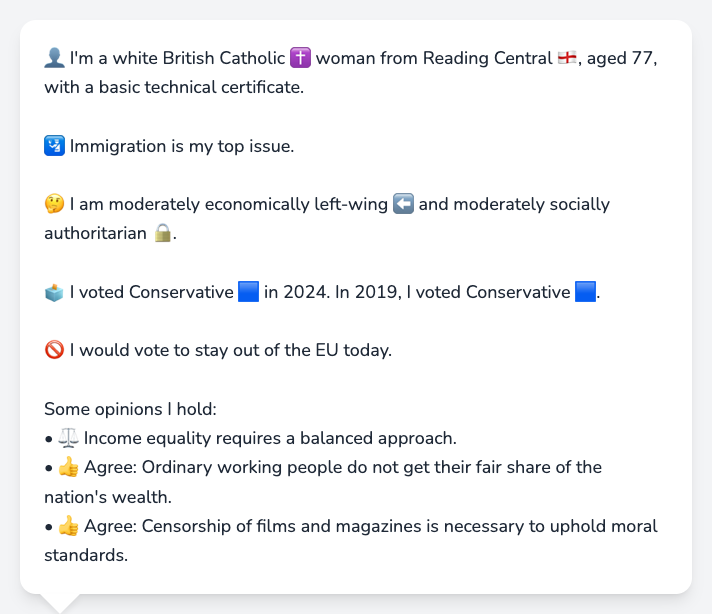 👤 I'm a white British Catholic ✝️ woman from Reading Central 🏴󠁧󠁢󠁥󠁮󠁧󠁿, aged 77,
with a basic technical certificate.
🛂 Immigration is my top issue.
🤔 I am moderately economically left-wing ⬅️ and moderately socially
authoritarian 🔒.
🗳️ I voted Conservative 🟦 in 2024. In 2019, I voted Conservative 🟦.
🚫 I would vote to stay out of the EU today.
Some opinions I hold:
• ⚖️ Income equality requires a balanced approach.
• 👍 Agree: Ordinary working people do not get their fair share of the
nation's wealth.
• 👍 Agree: Censorship of films and magazines is necessary to uphold moral
standards.